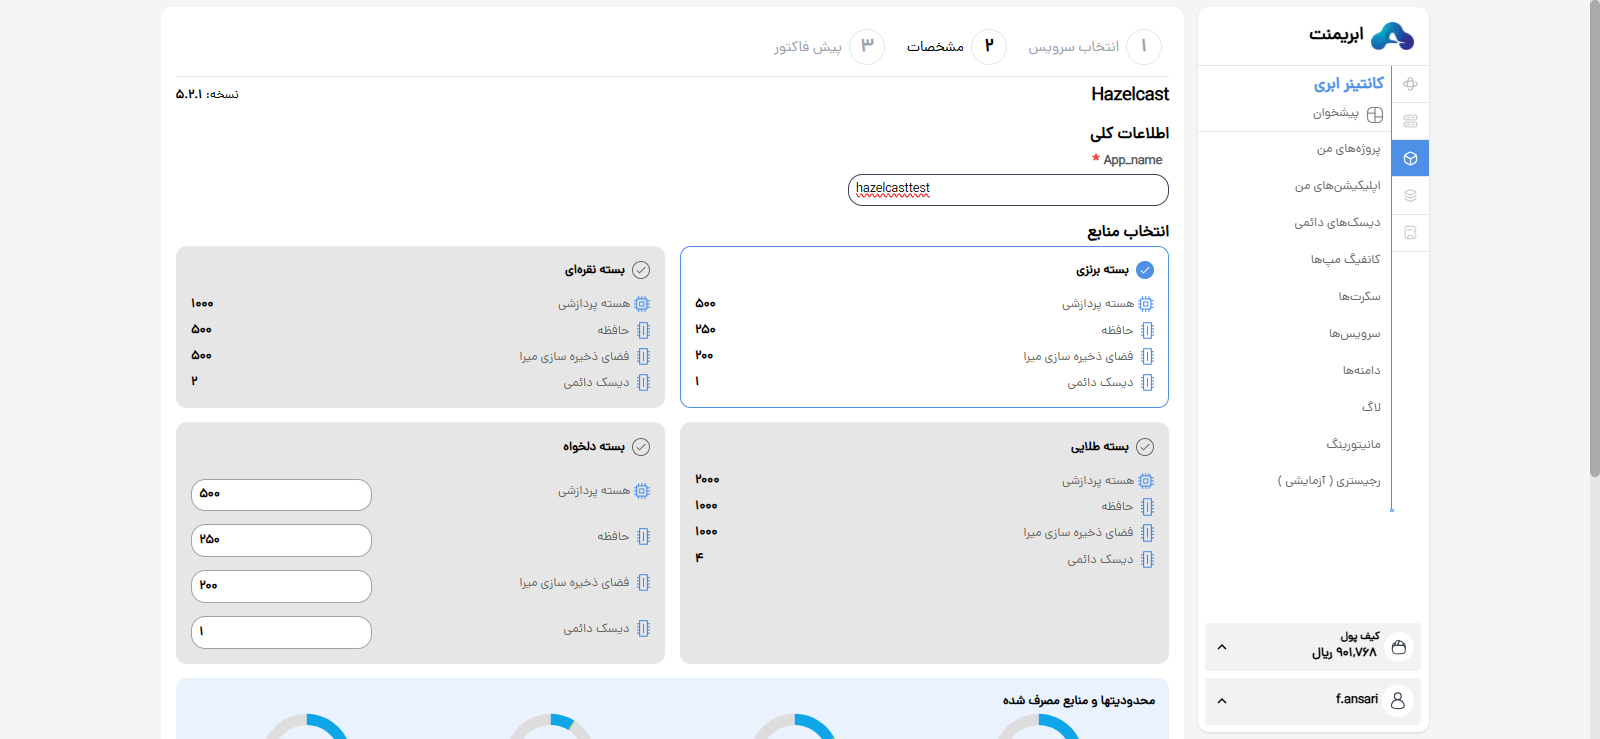 ابریمنت
کانتینر ابری
پیشخوان
پروژه‌های من
اپلیکیشن‌های من
دیسک‌های دائمی
کانفیگ مپ‌ها
سکرت‌ها
سرویس‌ها
دامنه‌ها
لاگ
مانیتورینگ
رجیستری ( آزمایشی )
کیف پول
۹۰۱,۷۶۸ ریال
f.ansari
۱ انتخاب سرویس ۲ مشخصات ۳ پیش فاکتور
Hazelcast
نسخه: ۵.۲.۱
اطلاعات کلی
App_name *
hazelcasttest
انتخاب منابع
بسته برنزی
هسته پردازشی ۵۰۰
حافظه ۲۵۰
فضای ذخیره سازی میرا ۲۰۰
دیسک دائمی ۱
بسته نقره‌ای
هسته پردازشی ۱۰۰۰
حافظه ۵۰۰
فضای ذخیره سازی میرا ۵۰۰
دیسک دائمی ۲
بسته طلایی
هسته پردازشی ۲۰۰۰
حافظه ۱۰۰۰
فضای ذخیره سازی میرا ۱۰۰۰
دیسک دائمی ۴
بسته دلخواه
هسته پردازشی ۵۰۰
حافظه ۲۵۰
فضای ذخیره سازی میرا ۲۰۰
دیسک دائمی ۱
محدودیتها و منابع مصرف شده